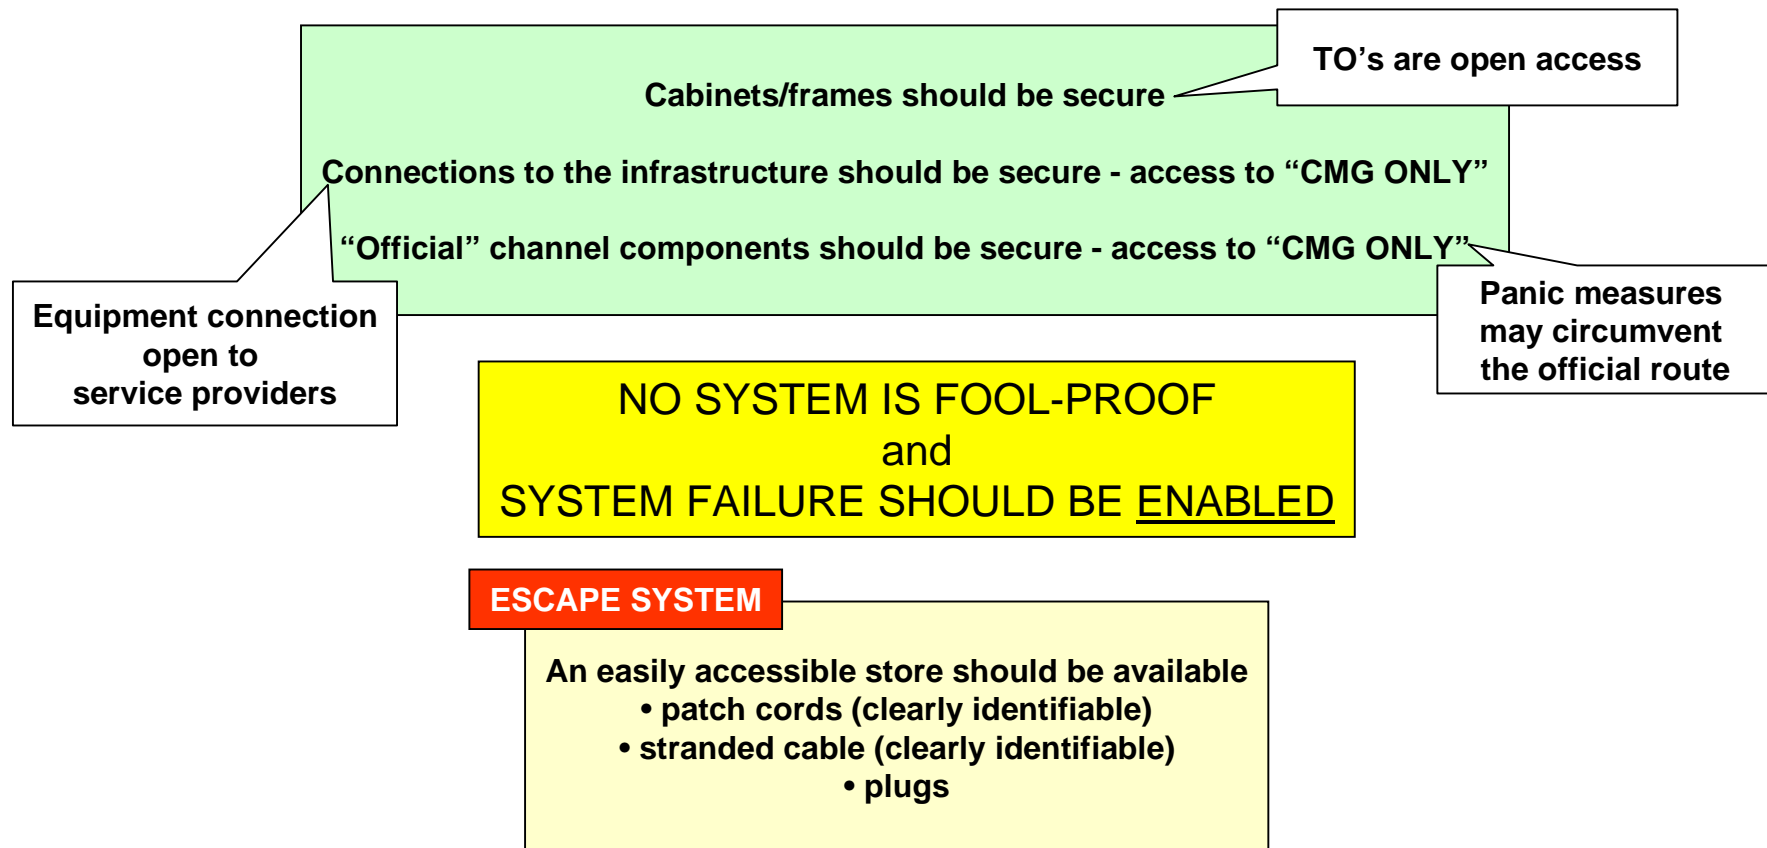 TO’s are open access
Cabinets/frames should be secure
Connections to the infrastructure should be secure - access to “CMG ONLY”
“Official” channel components should be secure - access to “CMG ONLY”
Equipment connection
open to
service providers
Panic measures
may circumvent
the official route
NO SYSTEM IS FOOL-PROOF
and
SYSTEM FAILURE SHOULD BE ENABLED
ESCAPE SYSTEM
An easily accessible store should be available
• patch cords (clearly identifiable)
• stranded cable (clearly identifiable)
• plugs